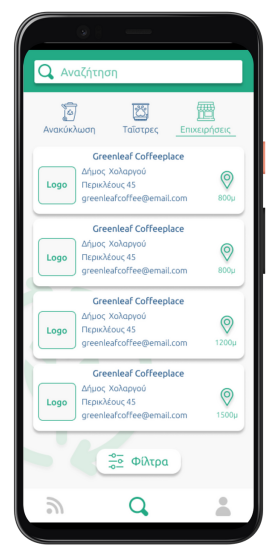 Αναζήτηση
Ανακύκλωση Ταΐστρες Επιχειρήσεις
Greenleaf Coffeeplace
Δήμος Χολαργού
Logo Περικλέους 45
greenleafcoffee@email.com 800μ
Greenleaf Coffeeplace
Δήμος Χολαργού
Logo Περικλέους 45
greenleafcoffee@email.com 800μ
Greenleaf Coffeeplace
Δήμος Χολαργού
Logo Περικλέους 45
greenleafcoffee@email.com 1200μ
Greenleaf Coffeeplace
Δήμος Χολαργού
Logo Περικλέους 45
greenleafcoffee@email.com 1500μ
Φίλτρα